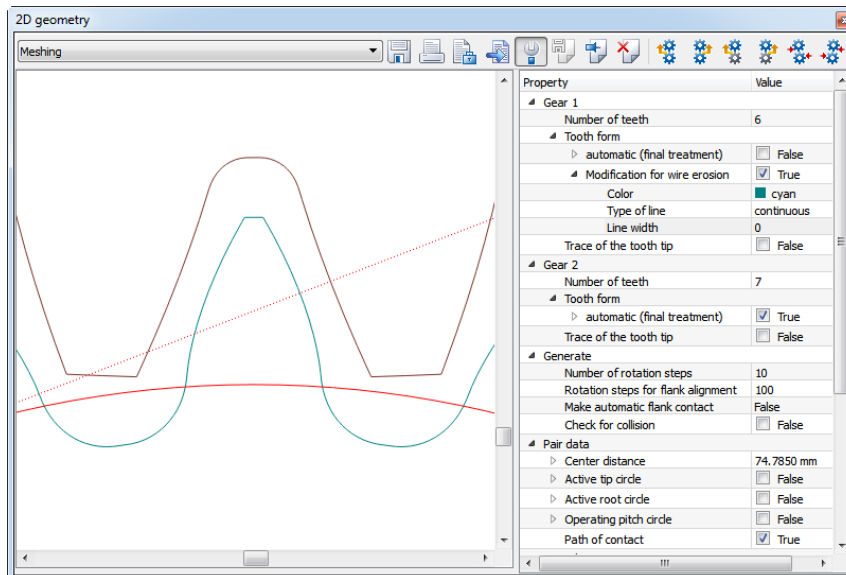 2D geometry
Meshing
Property Value
Gear 1
Number of teeth 6
Tooth form
automatic (final treatment) False
Modification for wire erosion True
Color cyan
Type of line continuous
Line width 0
Trace of the tooth tip False
Gear 2
Number of teeth 7
Tooth form
automatic (final treatment) True
Trace of the tooth tip False
Generate
Number of rotation steps 10
Rotation steps for flank alignment 100
Make automatic flank contact False
Check for collision False
Pair data
Center distance 74.7850 mm
Active tip circle False
Active root circle False
Operating pitch circle False
Path of contact True